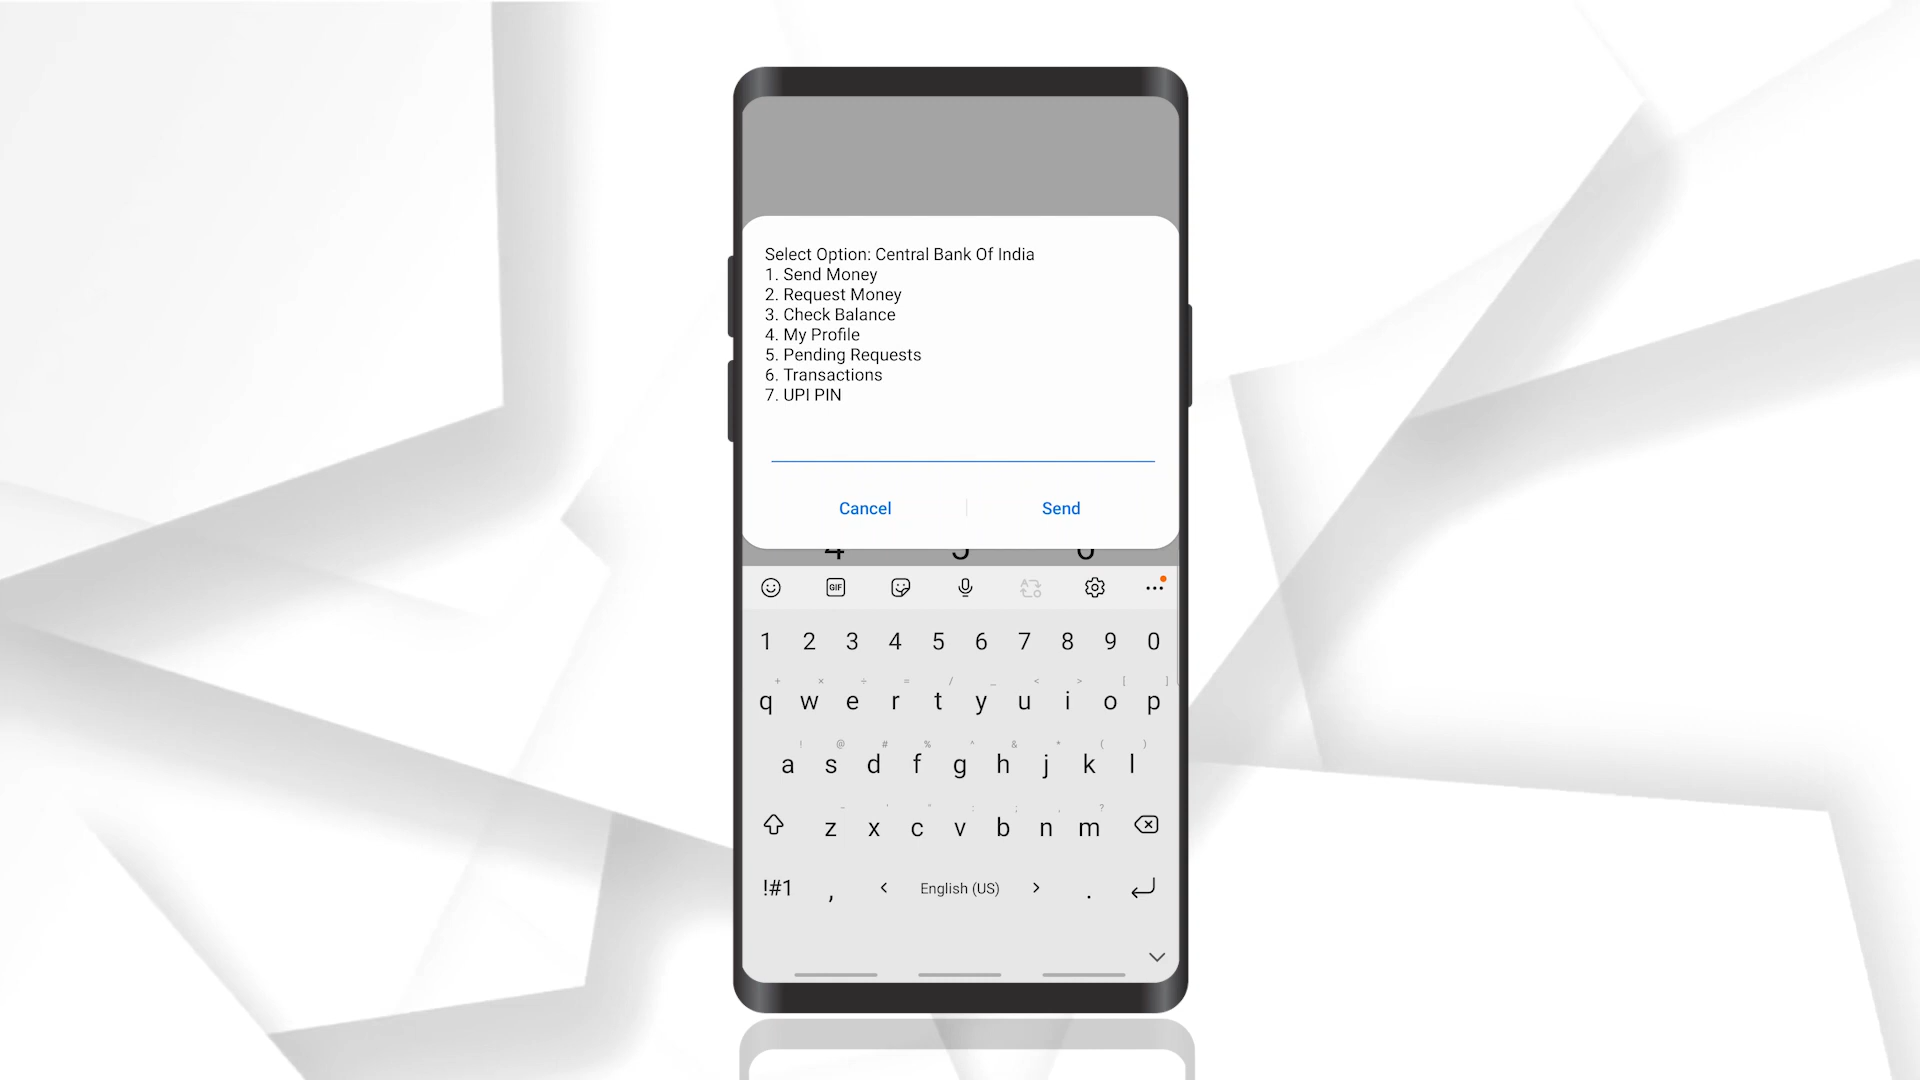 Select Option: Central Bank Of India
1. Send Money
2. Request Money
3. Check Balance
4. My Profile
5. Pending Requests
6. Transactions
7. UPI PIN
Cancel Send
GIF
1 2 3 4 5 6 7 8 9 0
+ × ÷ = / _ < > [ ]
q w e r t y u i o p
! @ # % ^ & * ( )
a s d f g h j k l
- ' " : ; , ?
z x c v b n m
!#1 , < English (US) > .